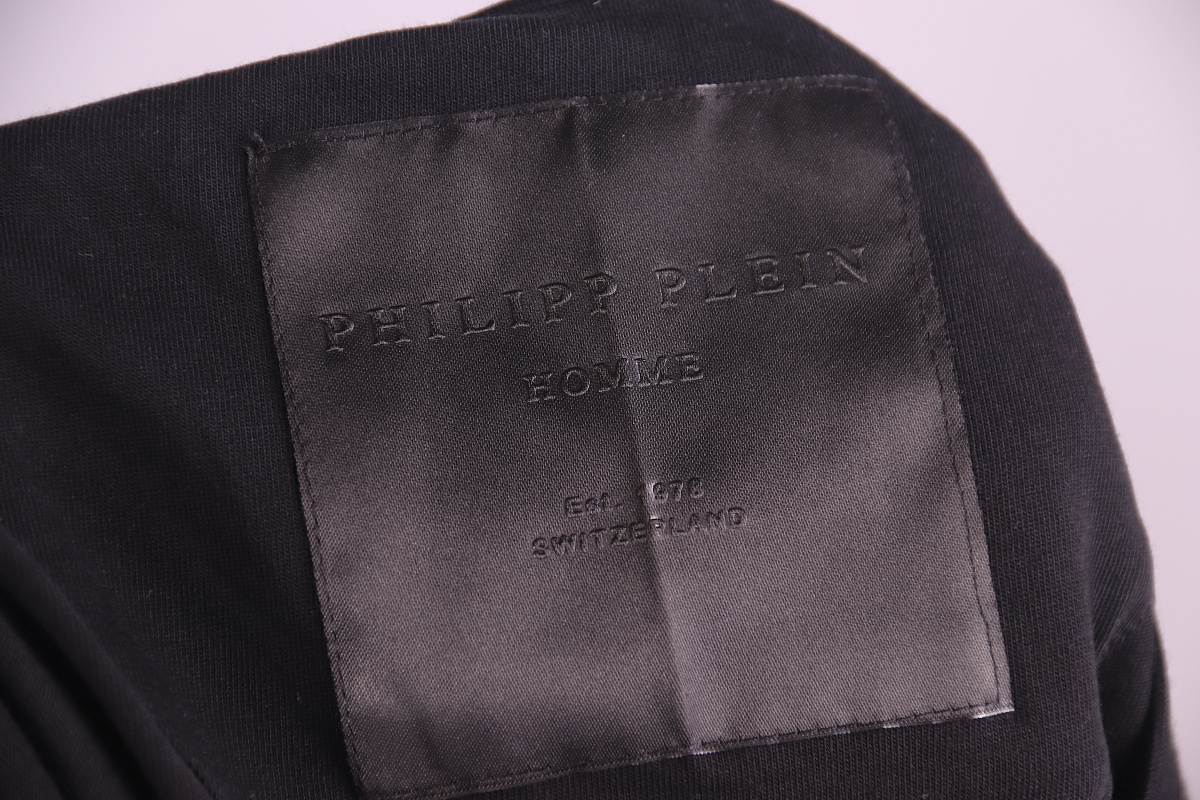 PHILIPP PLEIN
HOMME
Est. 1978
SWITZERLAND